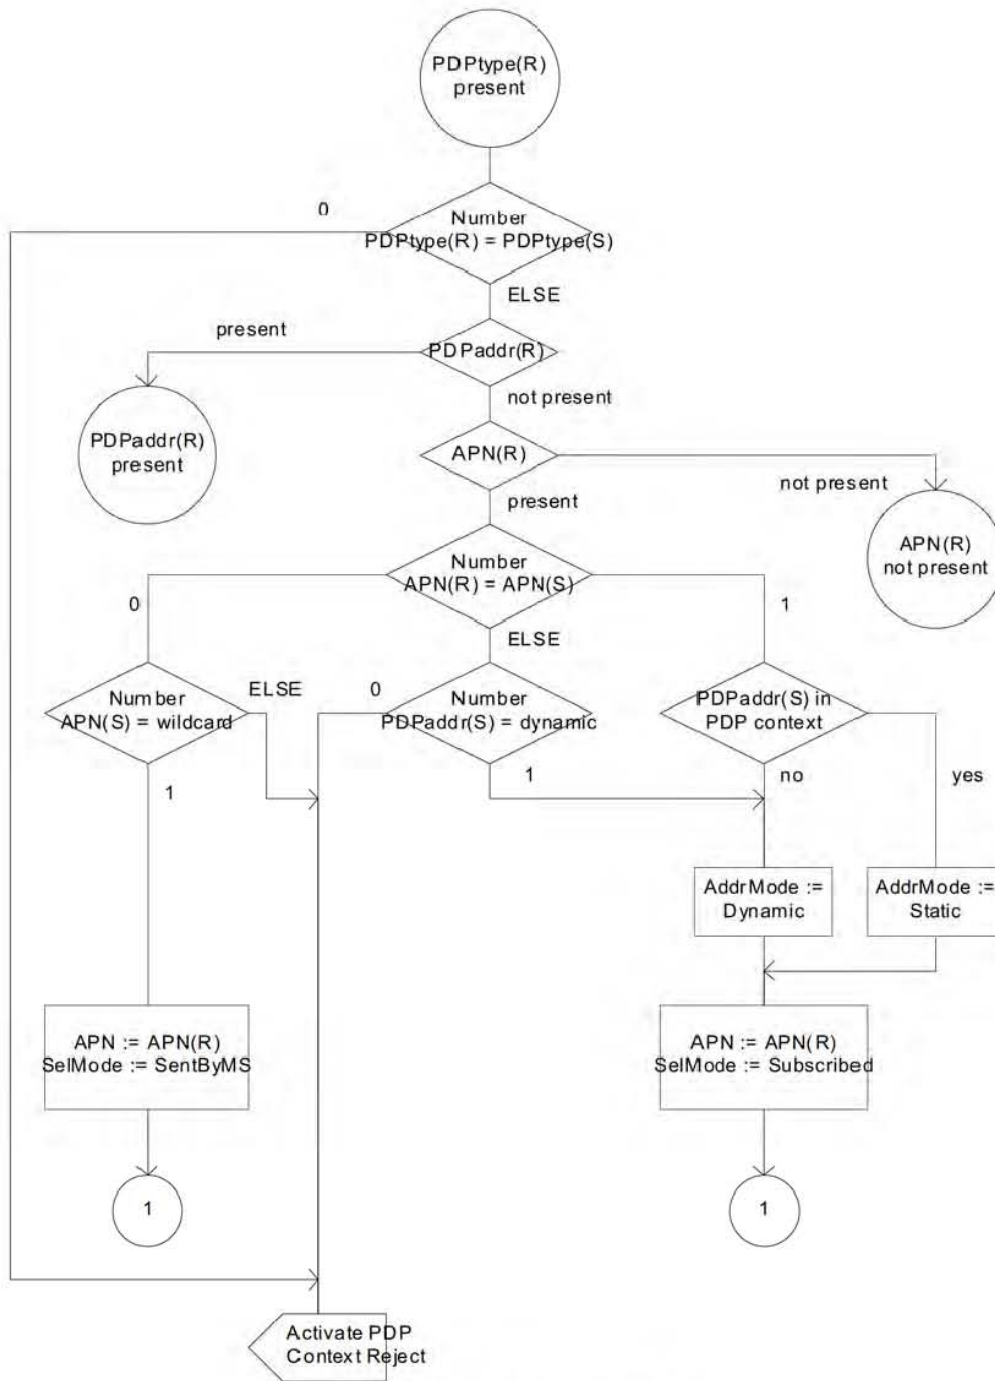 PDPtype(R)
present
0
Number
PDPtype(R) = PDPtype(S)
ELSE
present
PDPaddr(R)
not present
PDPaddr(R)
present
APN(R)
not present
present
APN(R)
not present
Number
APN(R) = APN(S)
0
1
ELSE
Number
APN(S) = wildcard
ELSE
0
Number
PDPaddr(S) = dynamic
PDPaddr(S) in
PDP context
1
1
no
yes
AddrMode :=
Dynamic
AddrMode :=
Static
APN := APN(R)
SelMode := SentByMS
APN := APN(R)
SelMode := Subscribed
1
1
Activate PDP
Context Reject